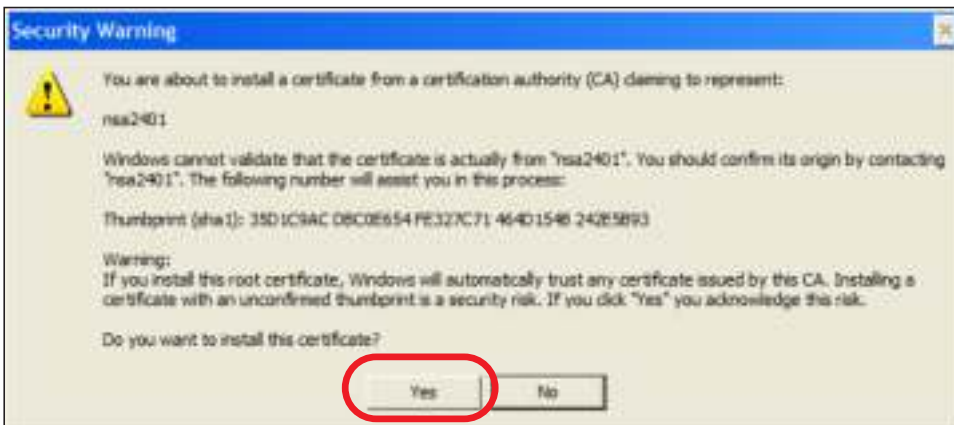 Security Warning
You are about to install a certificate from a certification authority (CA) claiming to represent:
nsa2401
Windows cannot validate that the certificate is actually from "nsa2401". You should confirm its origin by contacting
"nsa2401". The following number will assist you in this process:
Thumbprint (sha1): 35D1C9AC DBC0E654 FE327C71 464D154B 242E5B93
Warning:
If you install this root certificate, Windows will automatically trust any certificate issued by this CA. Installing a
certificate with an unconfirmed thumbprint is a security risk. If you click "Yes" you acknowledge this risk.
Do you want to install this certificate?
Yes No